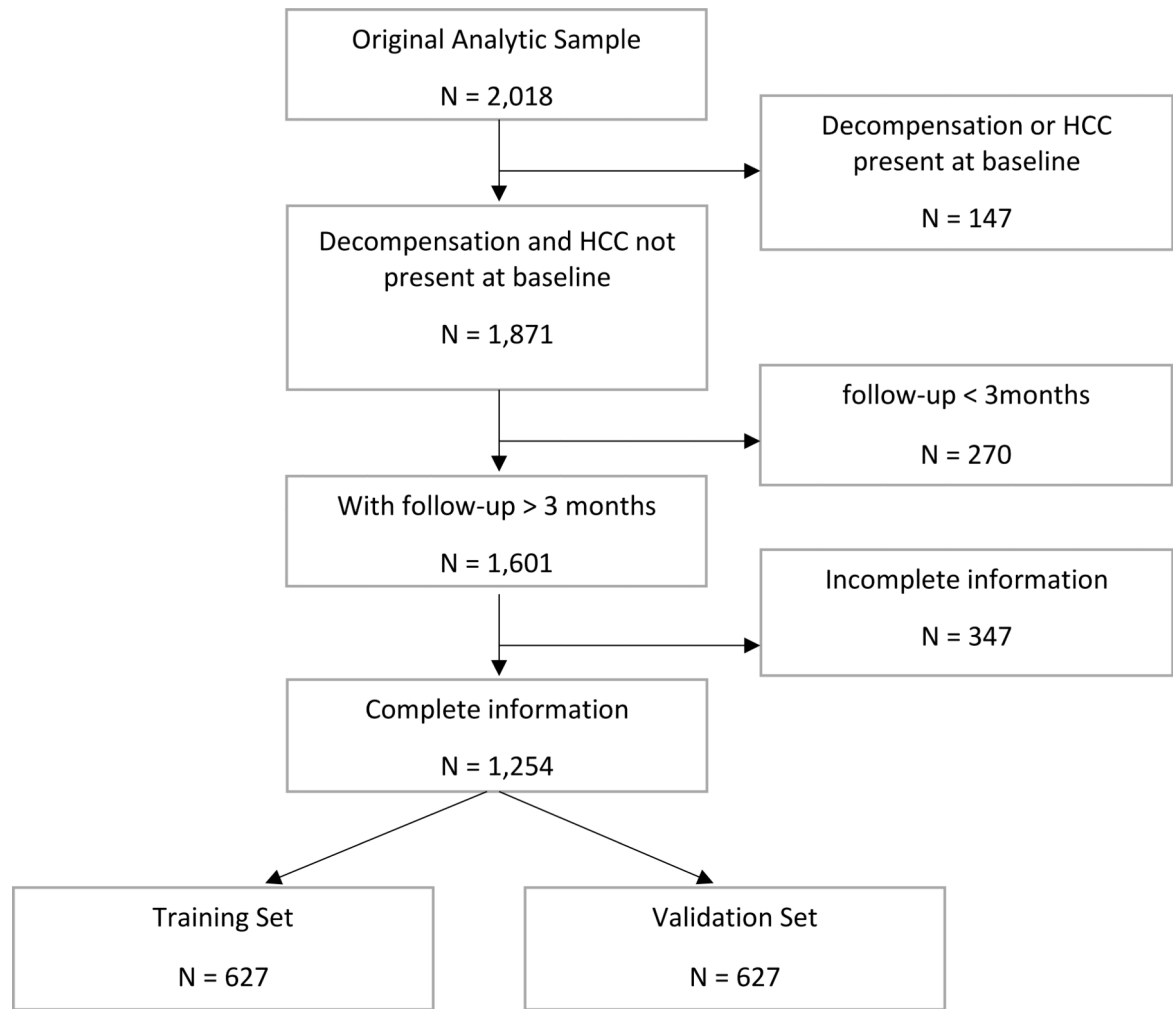 Original Analytic Sample
N = 2,018
Decompensation or HCC
present at baseline
N = 147
Decompensation and HCC not
present at baseline
N = 1,871
follow-up < 3months
N = 270
With follow-up > 3 months
N = 1,601
Incomplete information
N = 347
Complete information
N = 1,254
Training Set
N = 627
Validation Set
N = 627